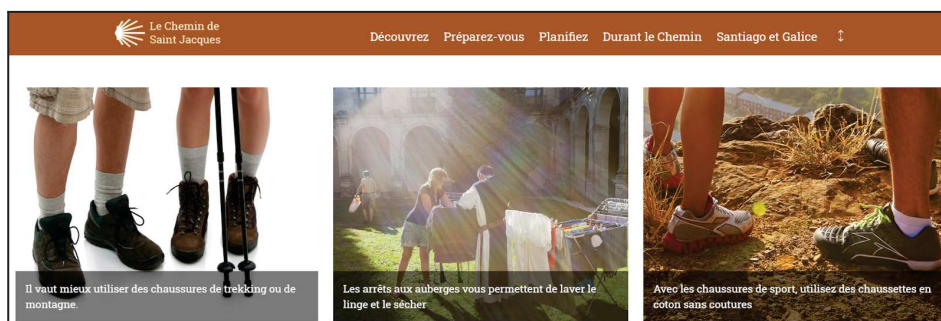 Le Chemin de
Saint Jacques
Découvrez Préparez-vous Planifiez Durant le Chemin Santiago et Galice
Il vaut mieux utiliser des chaussures de trekking ou de
montagne.
Les arrêts aux auberges vous permettent de laver le
linge et le sécher
Avec les chaussures de sport, utilisez des chaussettes en
coton sans coutures